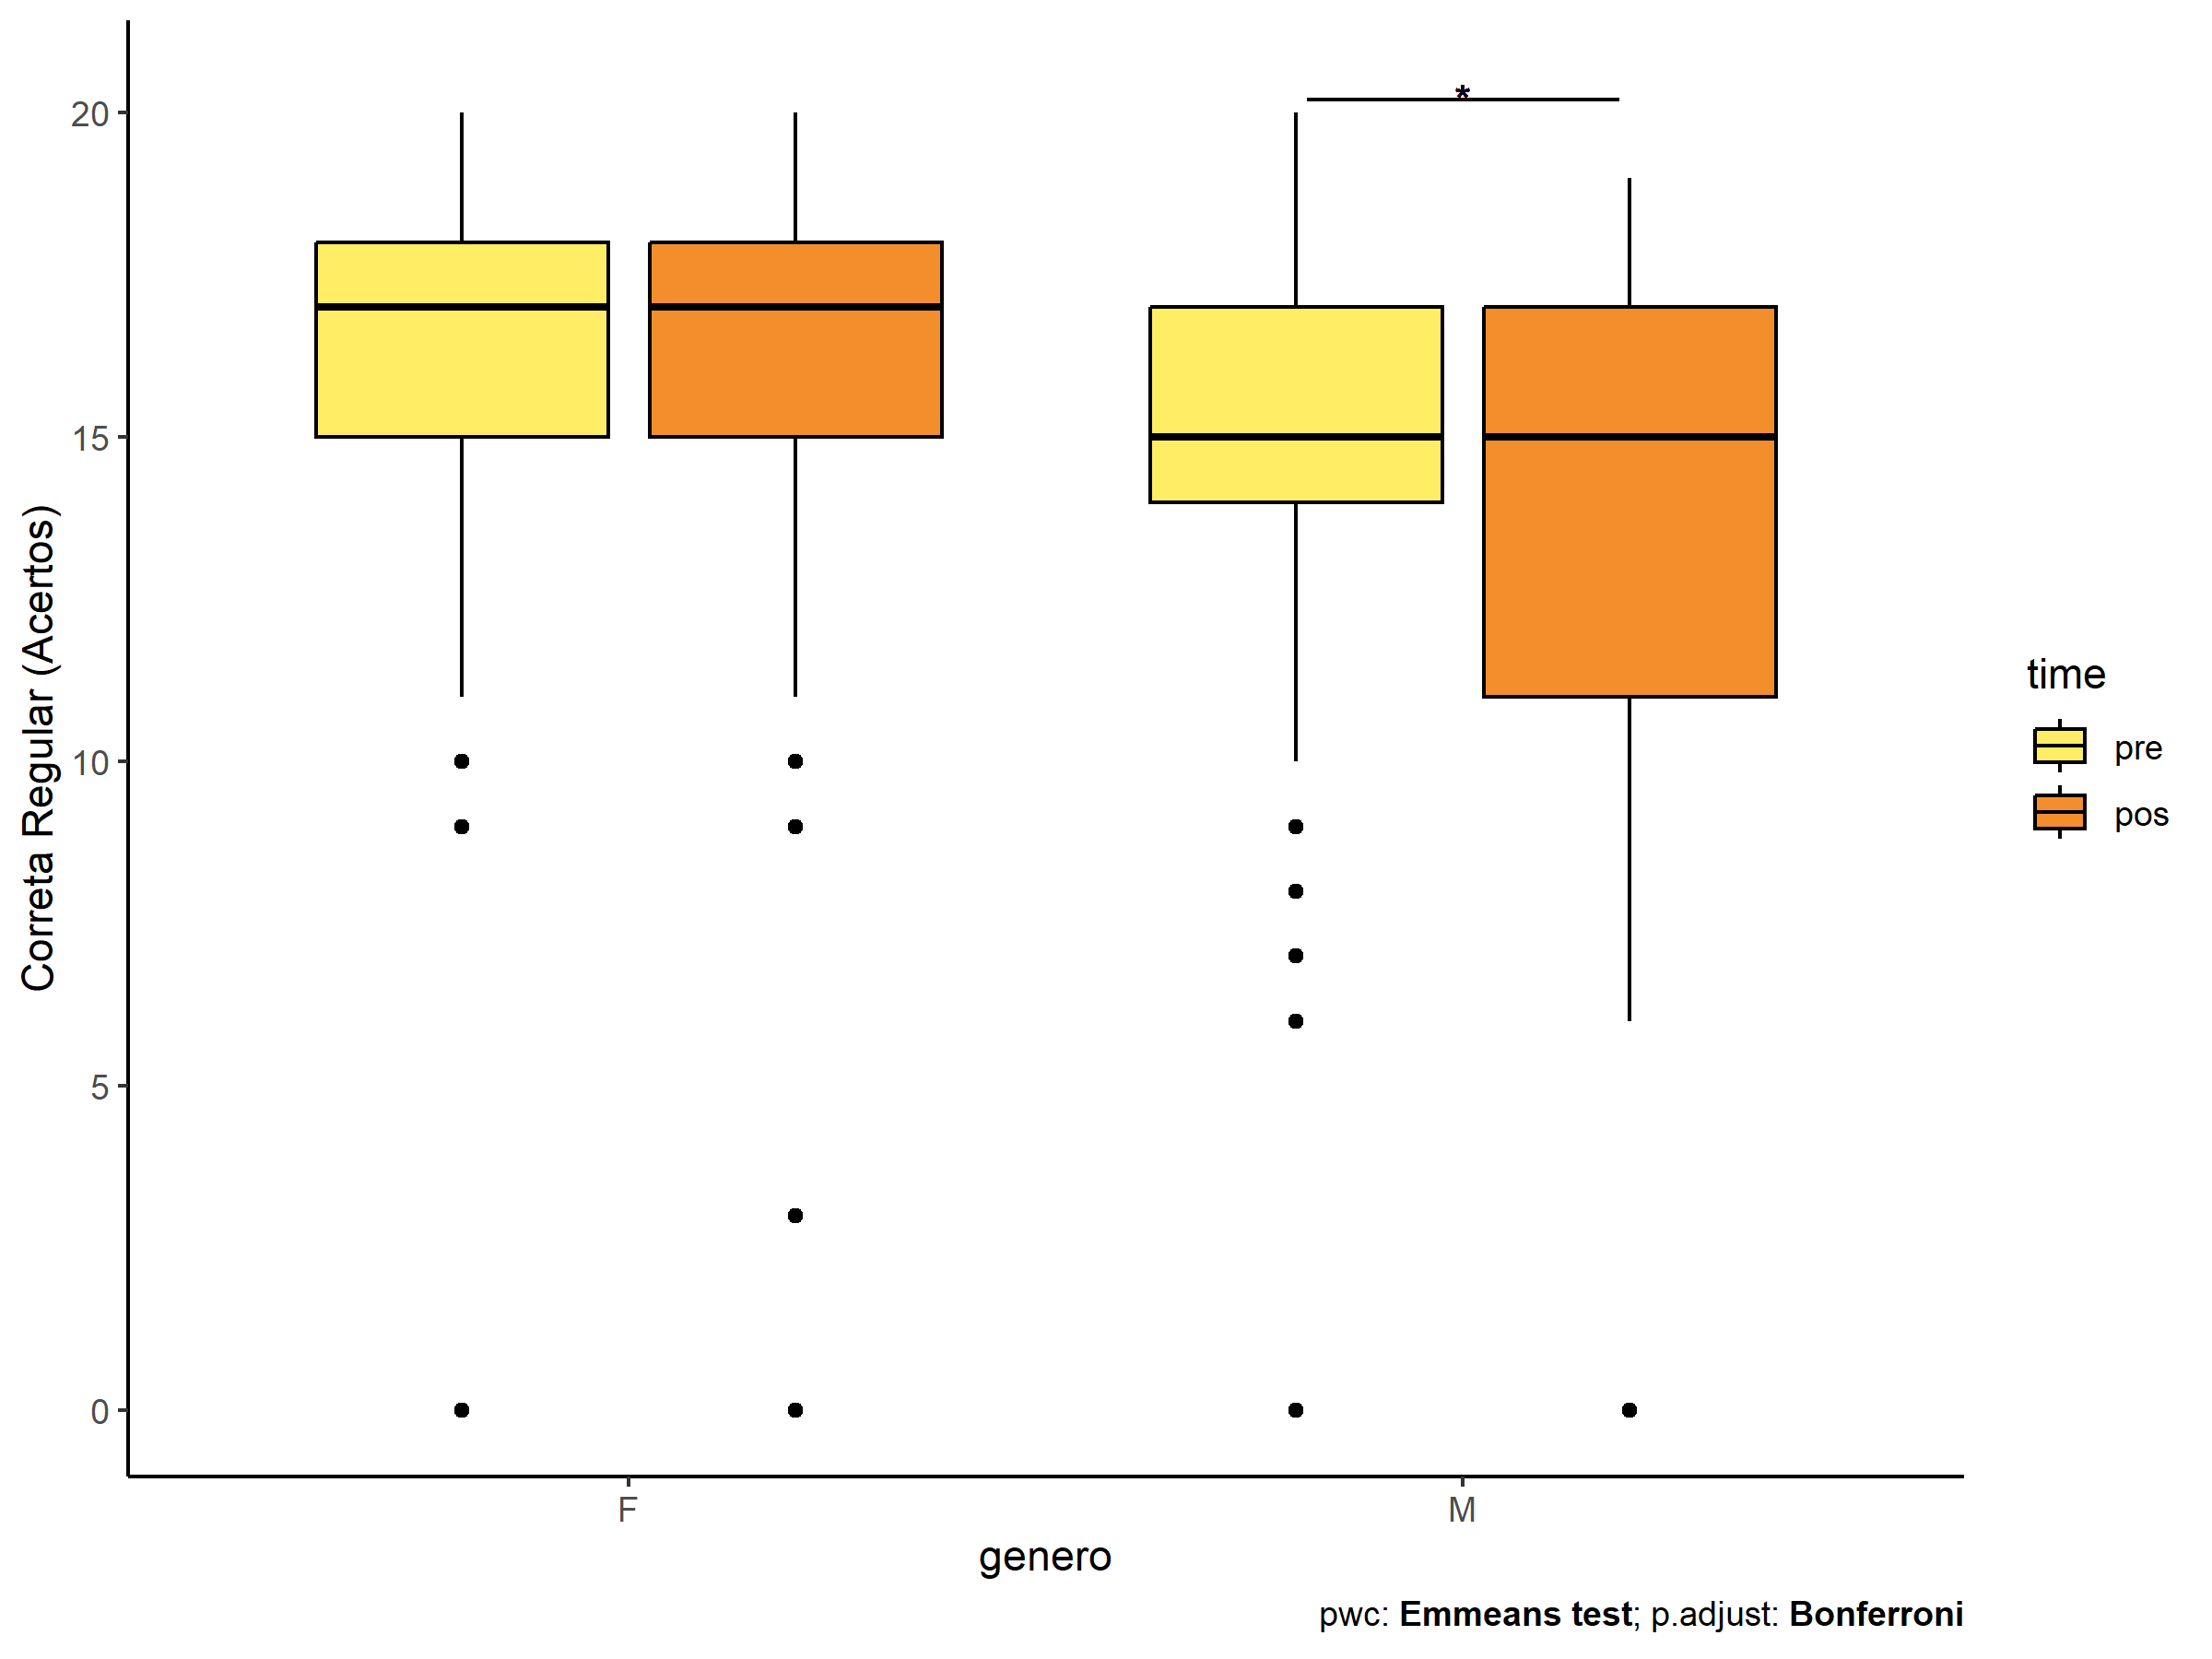 Correta Regular (Acertos)
20
15
10
5
0
*
F
M
genero
time
pre
pos
pwc: Emmeans test; p.adjust: Bonferroni